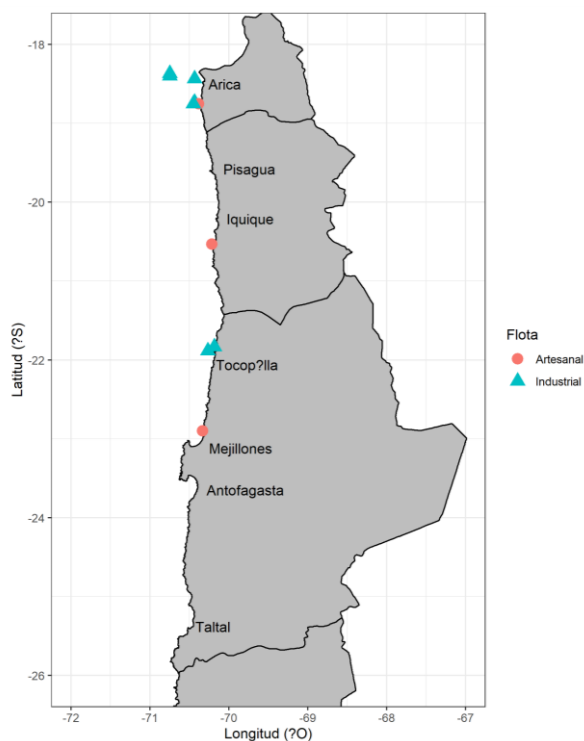 -18
-20
-22
-24
-26
Latitud (?S)
Arica
Pisagua
Iquique
Tocop?lla
Mejillones
Antofagasta
Taltal
-72
-71
-70
-69
-68
-67
Longitud (?O)
Flota
Artesanal
Industrial